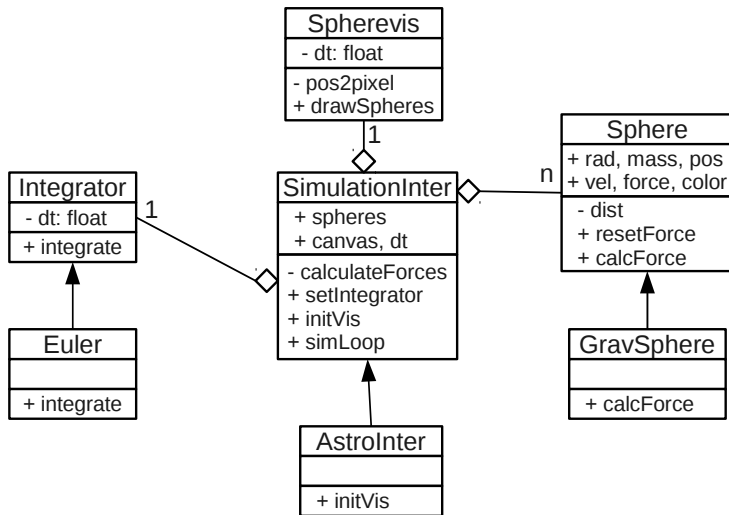 Spherevis
- dt: float
- pos2pixel
+ drawSpheres
1
Integrator
- dt: float
+ integrate
1
Euler
+ integrate
SimulationInter
+ spheres
+ canvas, dt
- calculateForces
+ setIntegrator
+ initVis
+ simLoop
AstroInter
+ initVis
n
Sphere
+ rad, mass, pos
+ vel, force, color
- dist
+ resetForce
+ calcForce
GravSphere
+ calcForce